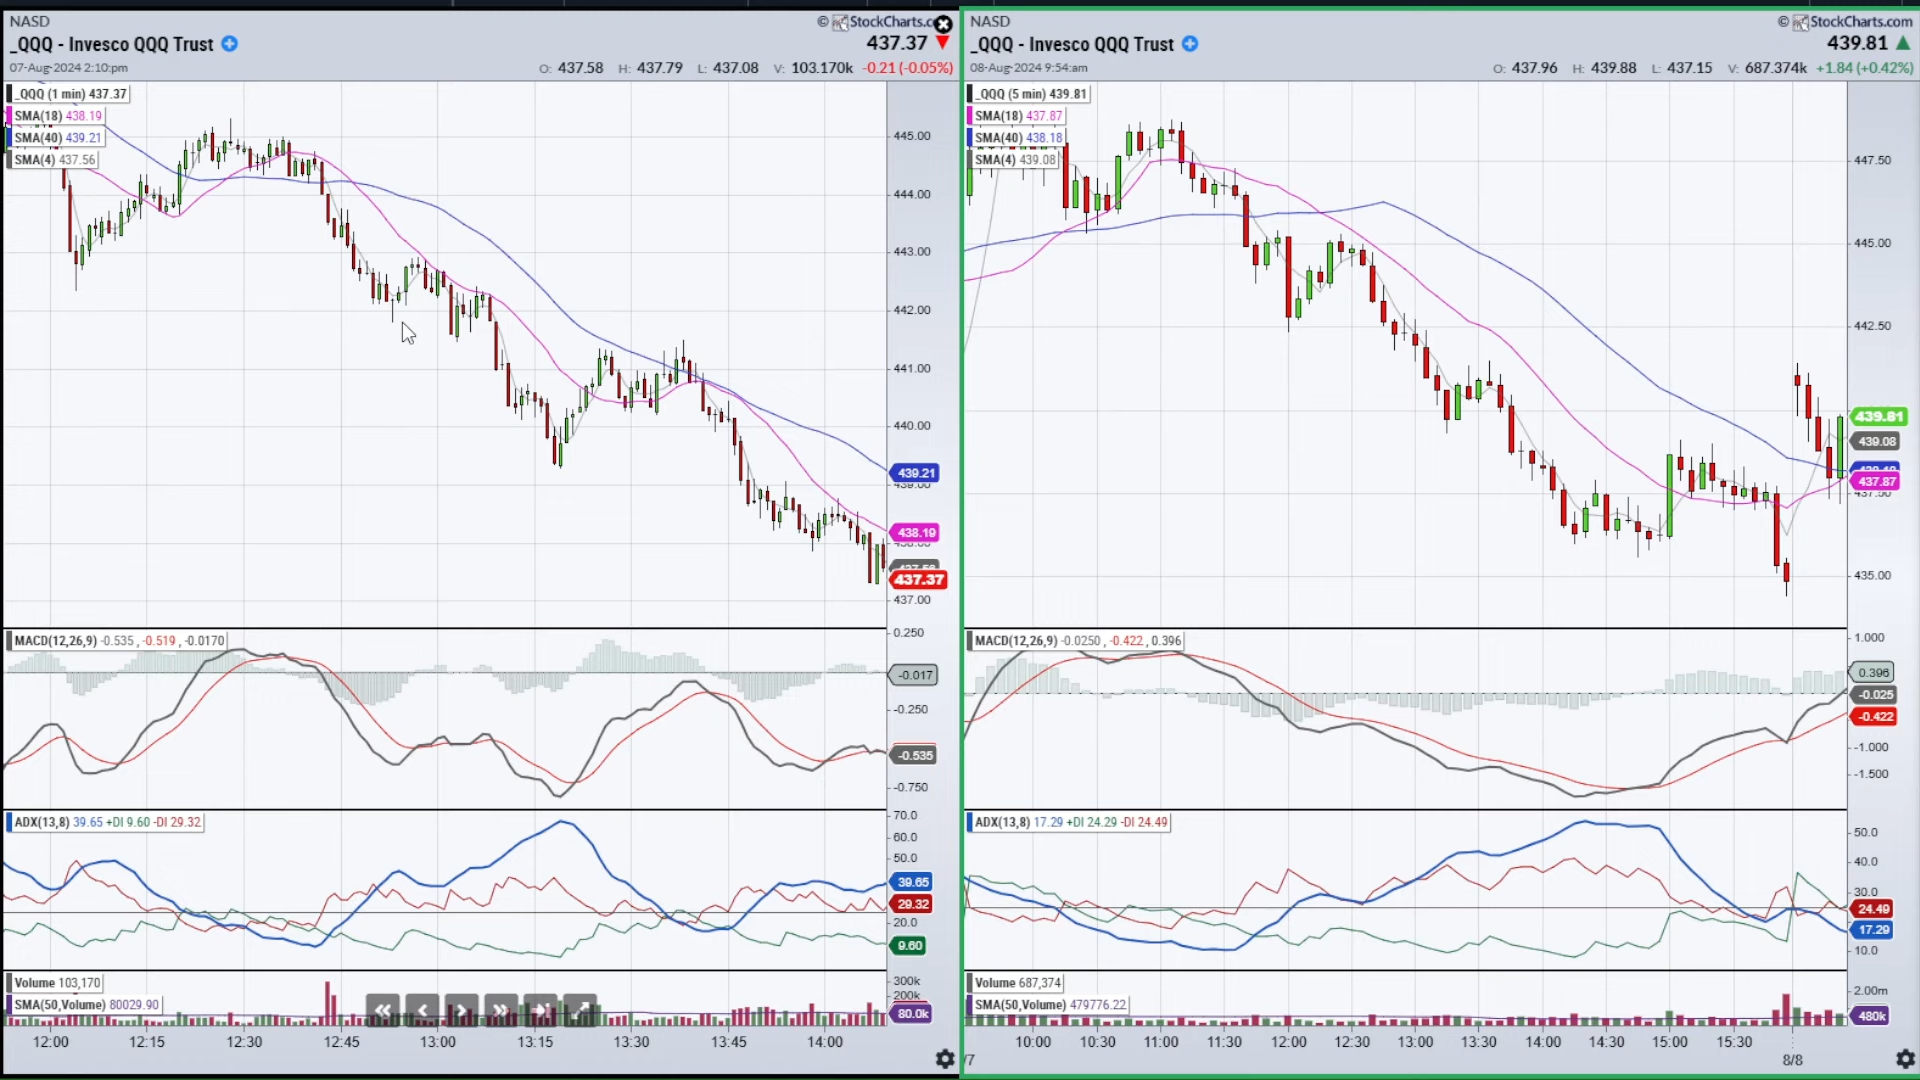 NASD
© StockCharts.c
_QQQ - Invesco QQQ Trust
437.37
07-Aug-2024 2:10:pm
O: 437.58 H: 437.79 L: 437.08 V: 103.170k -0.21 (-0.05%)
_QQQ (1 min) 437.37
SMA(18) 438.19
SMA(40) 439.21
SMA(4) 437.56
445.00
444.00
443.00
442.00
441.00
440.00
439.21
439.00
438.19
437.37
437.00
MACD(12,26,9) -0.535 , -0.519 , -0.0170
0.250
-0.017
-0.250
-0.535
-0.750
ADX(13,8) 39.65 +DI 9.60 -DI 29.32
70.0
60.0
50.0
39.65
29.32
20.0
9.60
Volume 103,170
SMA(50,Volume) 80029.90
300k
200k
80.0k
12:00 12:15 12:30 12:45 13:00 13:15 13:30 13:45 14:00
NASD
© StockCharts.com
_QQQ - Invesco QQQ Trust
439.81
08-Aug-2024 9:54:am
O: 437.96 H: 439.88 L: 437.15 V: 687.374k +1.84 (+0.42%)
_QQQ (5 min) 439.81
SMA(18) 437.87
SMA(40) 438.18
SMA(4) 439.08
447.50
445.00
442.50
439.81
439.08
437.87
435.00
MACD(12,26,9) -0.0250 , -0.422 , 0.396
1.000
0.396
-0.025
-0.422
-1.000
-1.500
ADX(13,8) 17.29 +DI 24.29 -DI 24.49
50.0
40.0
30.0
24.49
17.29
10.0
Volume 687,374
SMA(50,Volume) 479776.22
2.00m
480k
10:00 10:30 11:00 11:30 12:00 12:30 13:00 13:30 14:00 14:30 15:00 15:30
/7 8/8